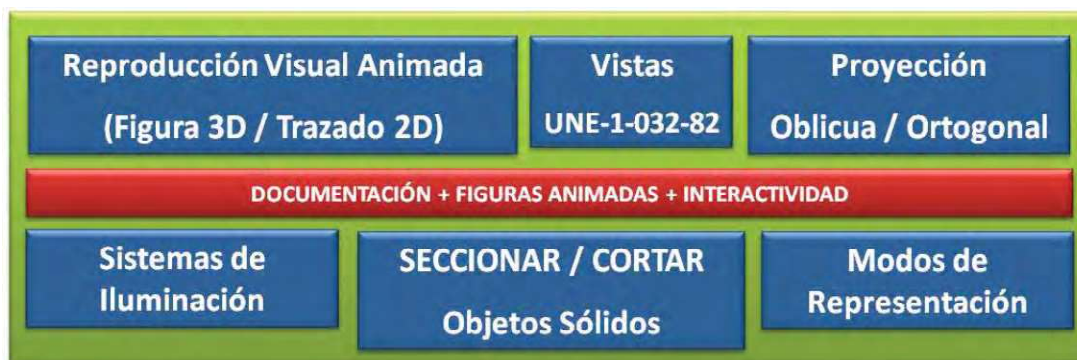 Reproducción Visual Animada
(Figura 3D / Trazado 2D)
Vistas
UNE-1-032-82
Proyección
Oblicua / Ortogonal
DOCUMENTACIÓN + FIGURAS ANIMADAS + INTERACTIVIDAD
Sistemas de
Iluminación
SECCIONAR / CORTAR
Objetos Sólidos
Modos de
Representación